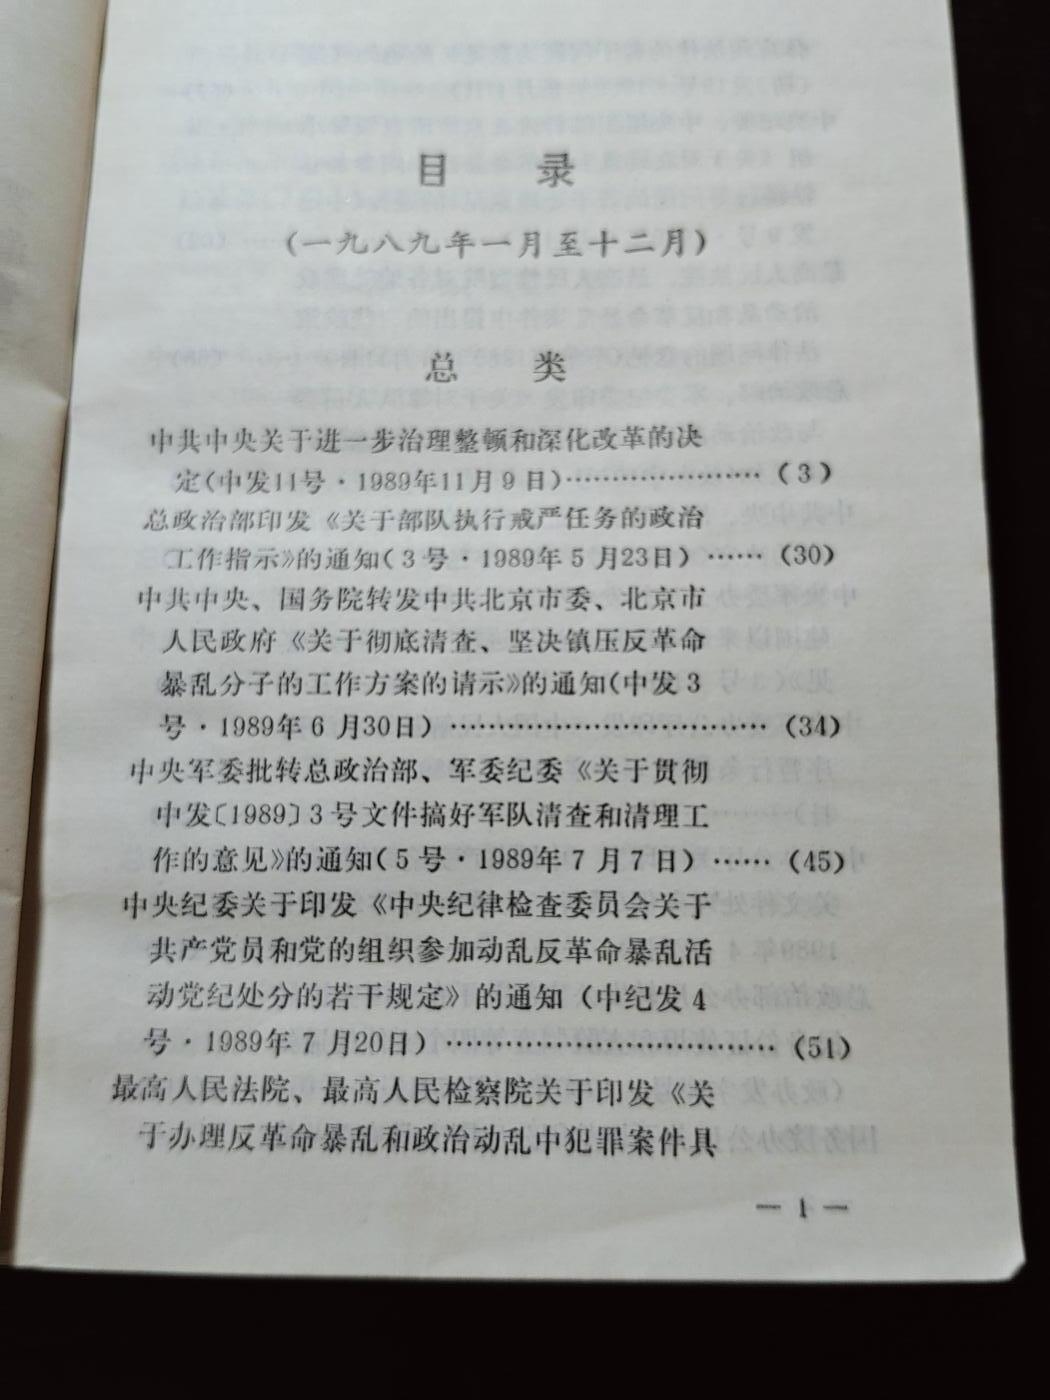 目 录
(一九八九年一月至十二月)
总 类
中共中央关于进一步治理整顿和深化改革的决
定(中发11号·1989年11月9日)…………………(3)
总政治部印发《关于部队执行戒严任务的政治
工作指示》的通知(3号·1989年5月23日)……(30)
中共中央、国务院转发中共北京市委、北京市
人民政府《关于彻底清查、坚决镇压反革命
暴乱分子的工作方案的请示》的通知(中发3
号·1989年6月30日)……………………………(34)
中央军委批转总政治部、军委纪委《关于贯彻
中发〔1989〕3号文件搞好军队清查和清理工
作的意见》的通知(5号·1989年7月7日)……(45)
中央纪委关于印发《中央纪律检查委员会关于
共产党员和党的组织参加动乱反革命暴乱活
动党纪处分的若干规定》的通知(中纪发4
号·1989年7月20日)……………………………(51)
最高人民法院、最高人民检察院关于印发《关
于办理反革命暴乱和政治动乱中犯罪案件具
— 1 —